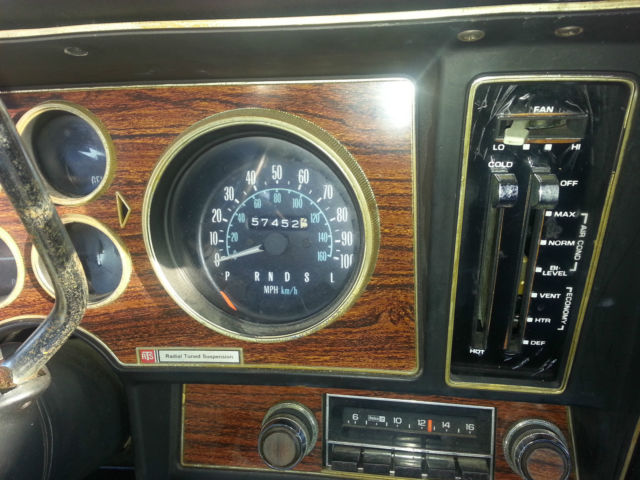 FAN
LO HI
COLD OFF
MAX
NORM
BI-
LEVEL
AIR COND
VENT
HTR
DEF
ECONOMY
HOT
0 10 20 30 40 50 60 70 80 90 100
20 40 60 80 100 120 140 160
57452
P R N D S L
MPH km/h
RTS Radial Tuned Suspension
6 8 10 12 14 16